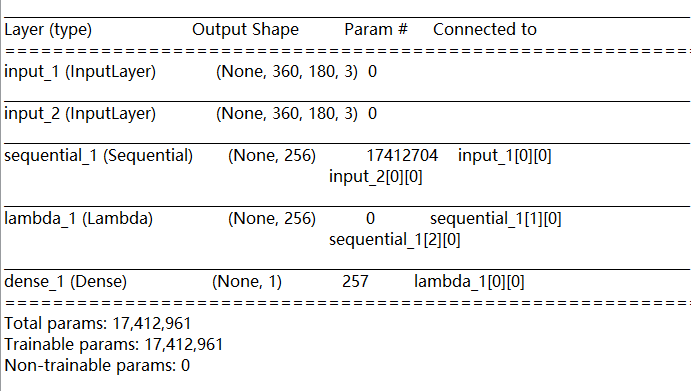 Layer (type) Output Shape Param # Connected to
==================================================================
input_1 (InputLayer) (None, 360, 180, 3) 0
input_2 (InputLayer) (None, 360, 180, 3) 0
sequential_1 (Sequential) (None, 256) 17412704 input_1[0][0]
input_2[0][0]
lambda_1 (Lambda) (None, 256) 0 sequential_1[1][0]
sequential_1[2][0]
dense_1 (Dense) (None, 1) 257 lambda_1[0][0]
==================================================================
Total params: 17,412,961
Trainable params: 17,412,961
Non-trainable params: 0